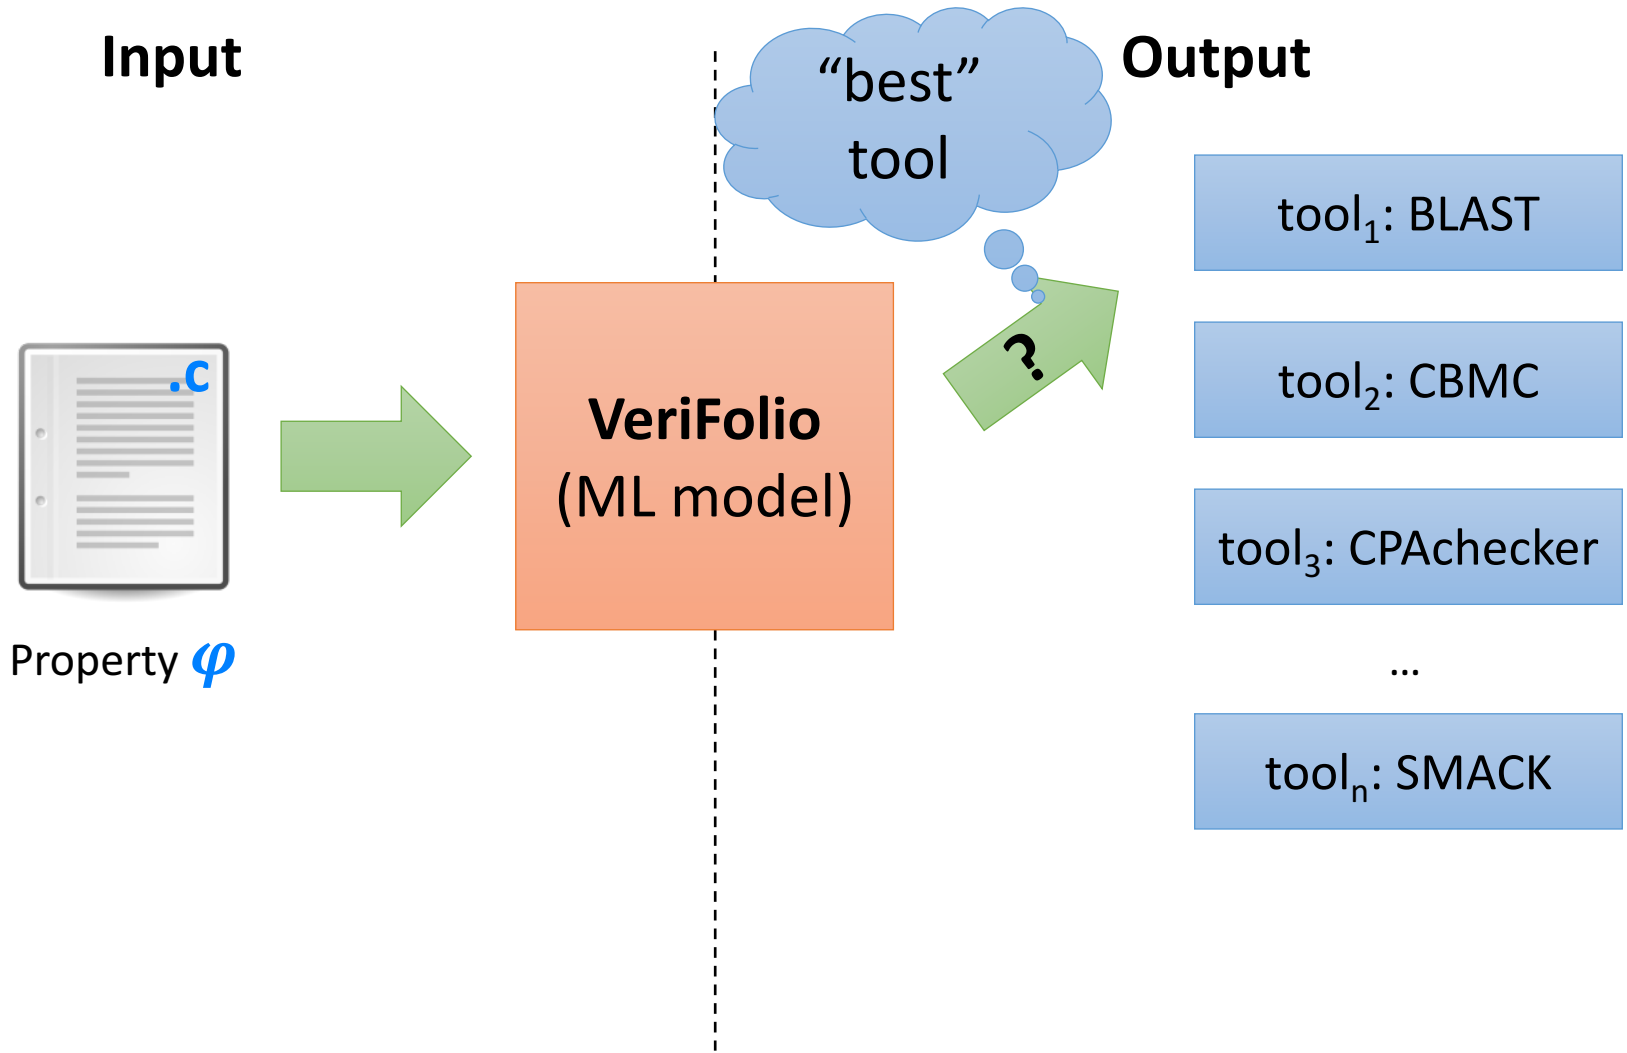 Input
Output
“best”
tool
.c
Property φ
VeriFolio
(ML model)
?
tool₁: BLAST
tool₂: CBMC
tool₃: CPAchecker
...
toolₙ: SMACK